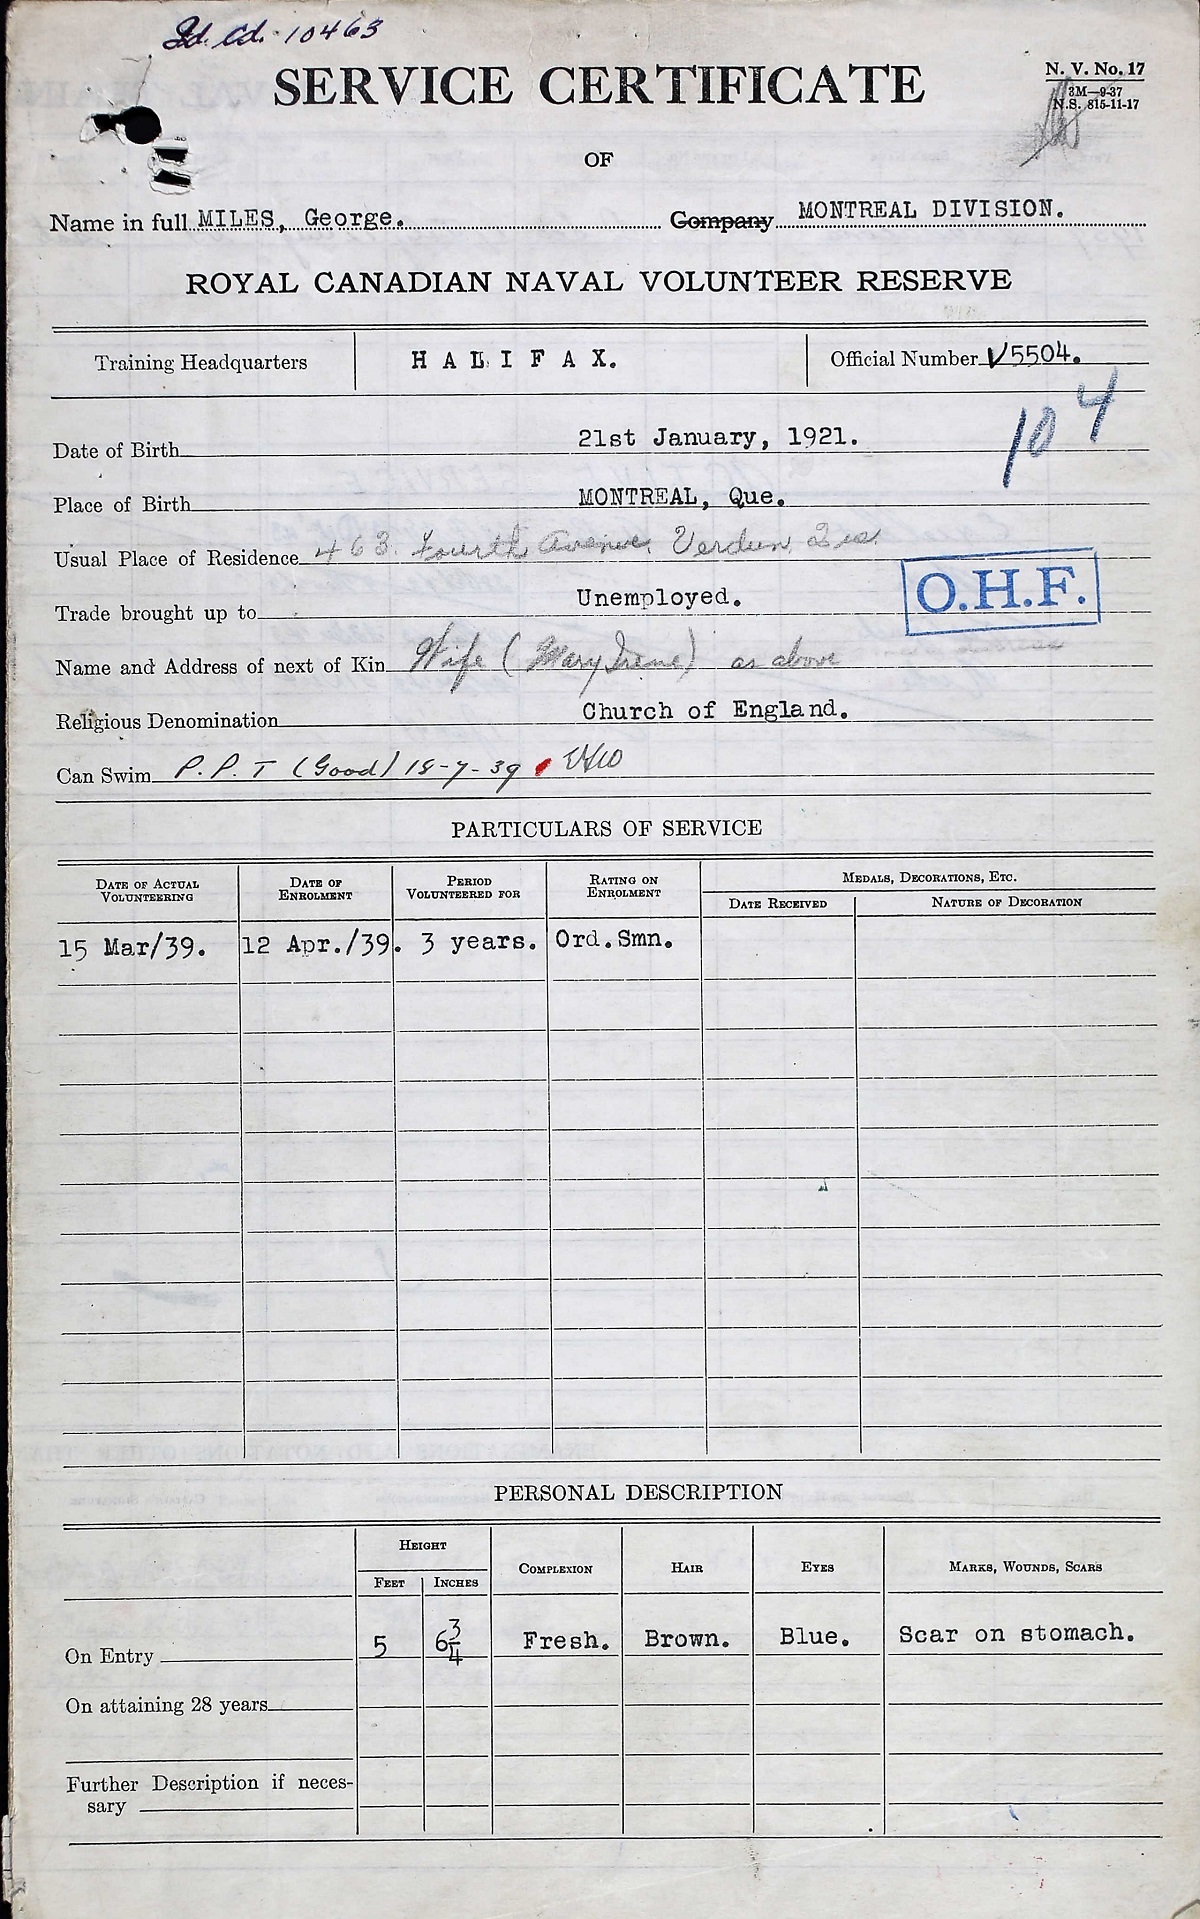 Id. Cd. 10463
SERVICE CERTIFICATE
N. V. No. 17
3M—9-37
N.S. 815-11-17
OF
Name in full MILES, George. Company MONTREAL DIVISION.
ROYAL CANADIAN NAVAL VOLUNTEER RESERVE
Training Headquarters HALIFAX. Official Number V5504.
104
Date of Birth 21st January, 1921.
Place of Birth MONTREAL, Que.
Usual Place of Residence 463. Fourth Avenue, Verdun,
Trade brought up to Unemployed.
O.H.F.
Name and Address of next of Kin Wife (Mary Irene) as above
Religious Denomination Church of England.
Can Swim P.P.T (Good) 18-7-39
PARTICULARS OF SERVICE
DATE OF ACTUAL VOLUNTEERING DATE OF ENROLMENT PERIOD VOLUNTEERED FOR RATING ON ENROLMENT MEDALS, DECORATIONS, ETC.
DATE RECEIVED NATURE OF DECORATION
15 Mar/39. 12 Apr./39. 3 years. Ord. Smn.
PERSONAL DESCRIPTION
HEIGHT COMPLEXION HAIR EYES MARKS, WOUNDS, SCARS
FEET INCHES
On Entry 5 6 3/4 Fresh. Brown. Blue. Scar on stomach.
On attaining 28 years
Further Description if neces-
sary